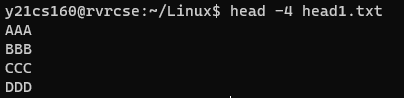 y21cs160@rvrcse:~/Linux$ head -4 head1.txt
AAA
BBB
CCC
DDD